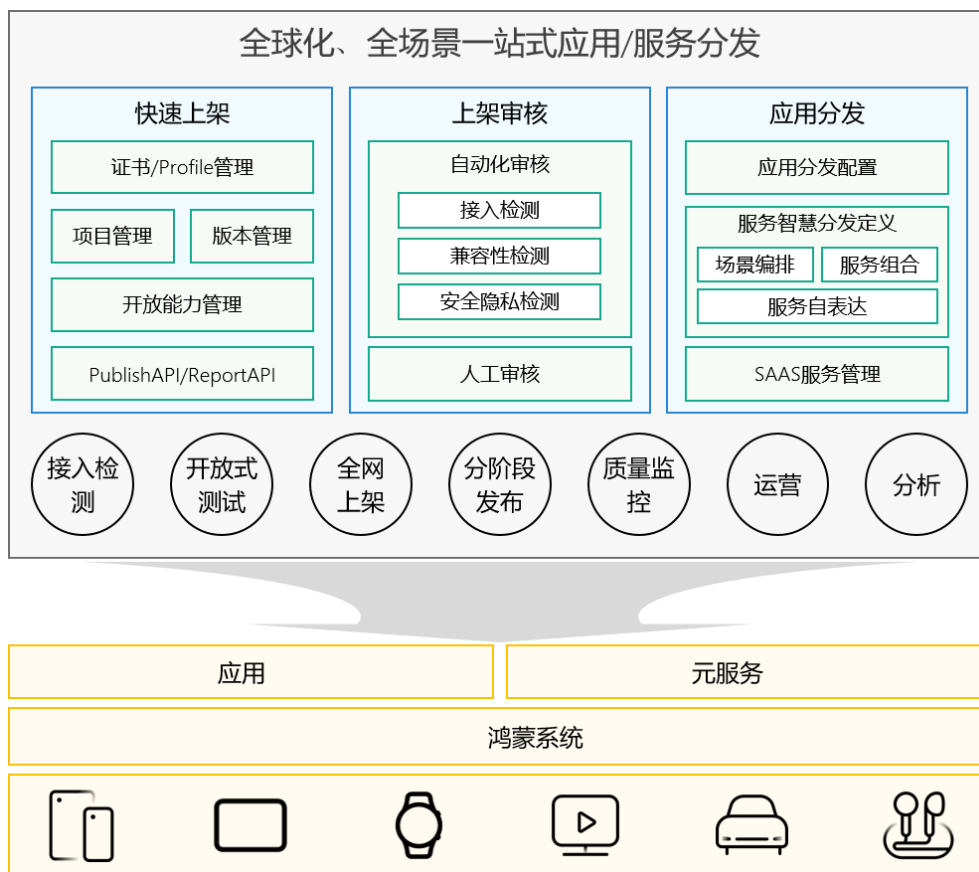 全球化、全场景一站式应用/服务分发
快速上架
证书/Profile管理
项目管理
版本管理
开放能力管理
PublishAPI/ReportAPI
上架审核
自动化审核
接入检测
兼容性检测
安全隐私检测
人工审核
应用分发
应用分发配置
服务智慧分发定义
场景编排
服务组合
服务自表达
SAAS服务管理
接入检
测
开放式
测试
全网
上架
分阶段
发布
质量监
控
运营
分析
应用
元服务
鸿蒙系统